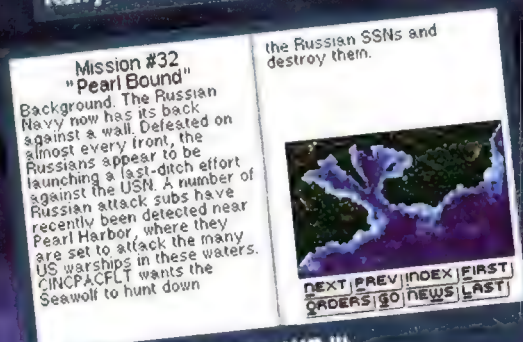 Mission #32
"Pearl Bound"
Background. The Russian
Navy now has its back
against a wall. Defeated on
almost every front, the
Russians appear to be
launching a last-ditch effort
against the USN. A number of
Russian attack subs have
recently been detected near
Pearl Harbor, where they
are set to attack the many
US warships in these waters.
CINCPACFLT wants the
Seawolf to hunt down
the Russian SSNs and
destroy them.
NEXT PREV INDEX FIRST
ORDERS GO NEWS LAST